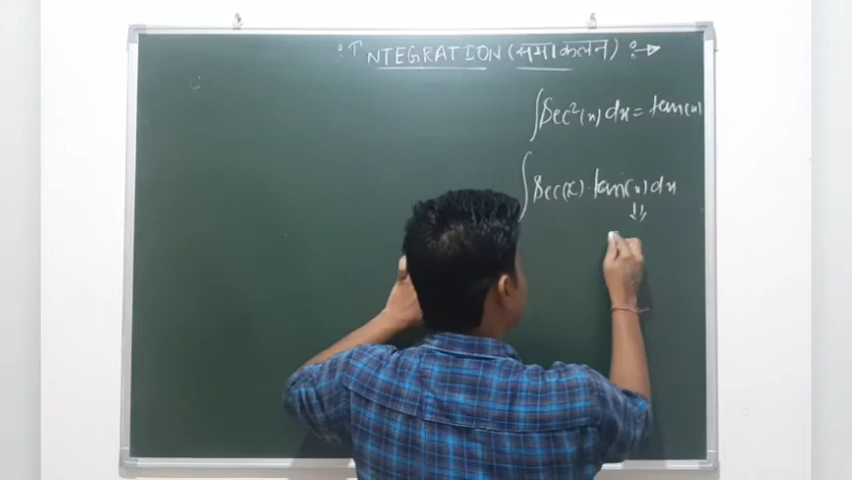 : INTEGRATION (समाकलन) :→
∫Sec²(x) dx = tan(x)
∫Sec(x)·tan(x)dx
⇓